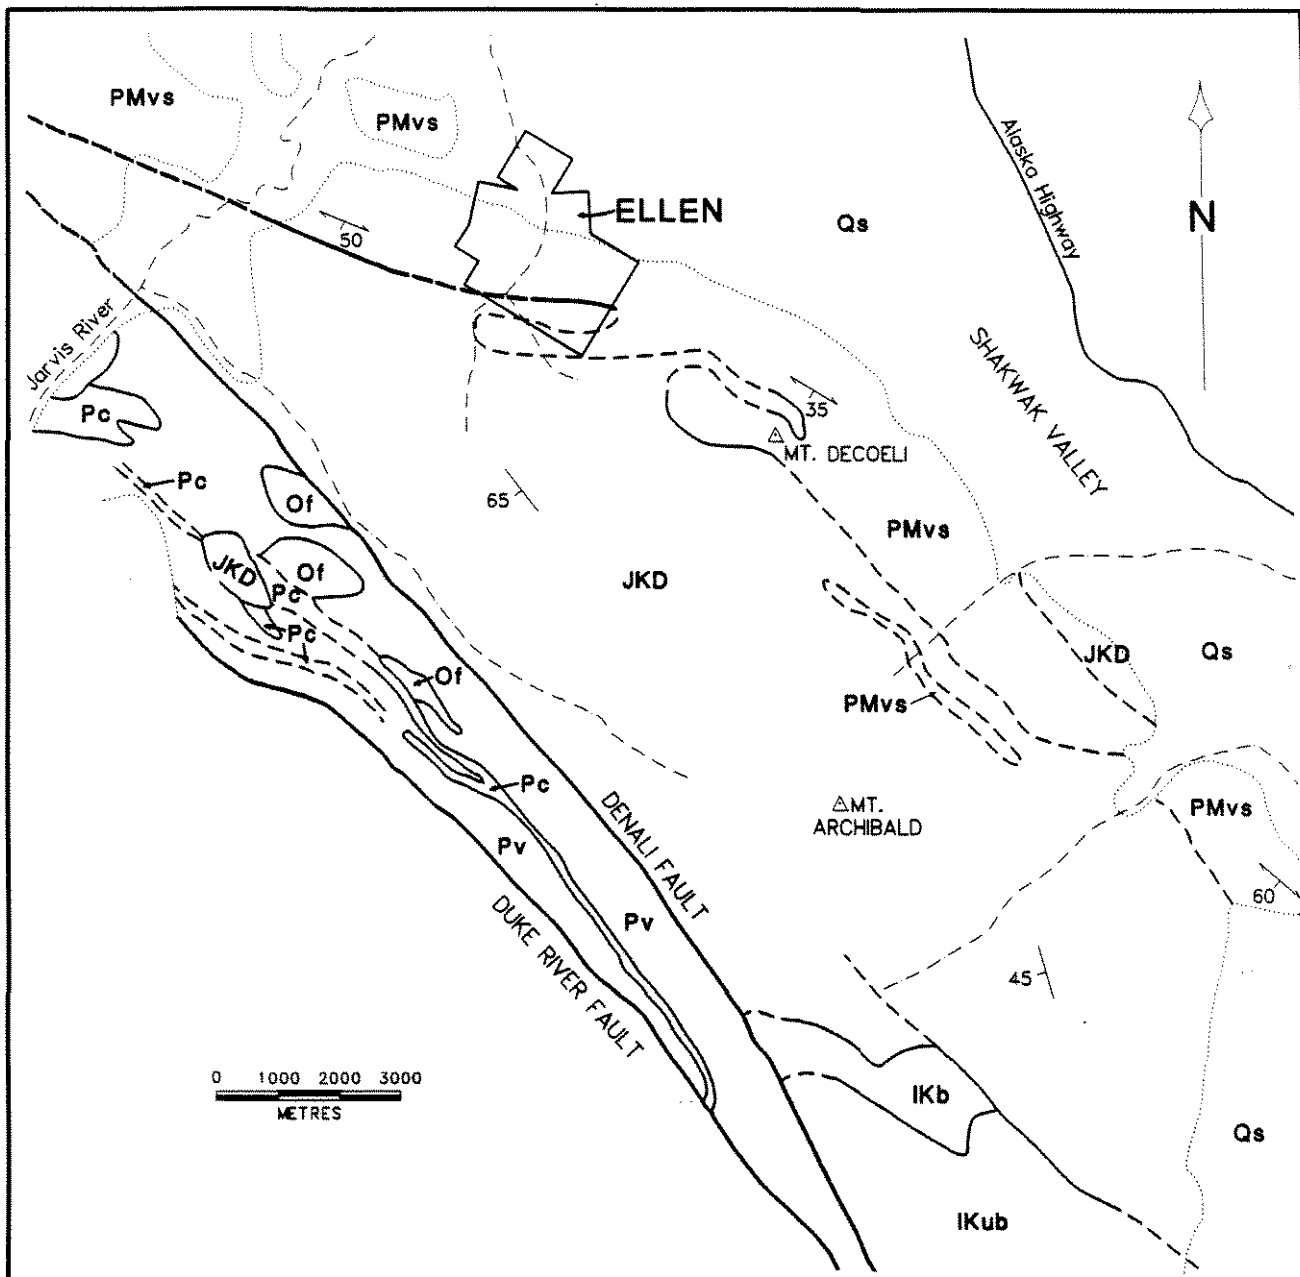 PMvs
PMvs
ELLEN
Qs
Alaska Highway
N
50
Jarvis River
SHAKWAK VALLEY
35
MT. DECOELI
Pc
Pc
Of
65
PMvs
JKD
Of
JKD
Pc
Pc
JKD
Qs
Of
PMvs
Pc
MT.
ARCHIBALD
PMvs
DENALI FAULT
Pv
60
DUKE RIVER FAULT
Pv
45
0 1000 2000 3000
METRES
IKb
Qs
IKub